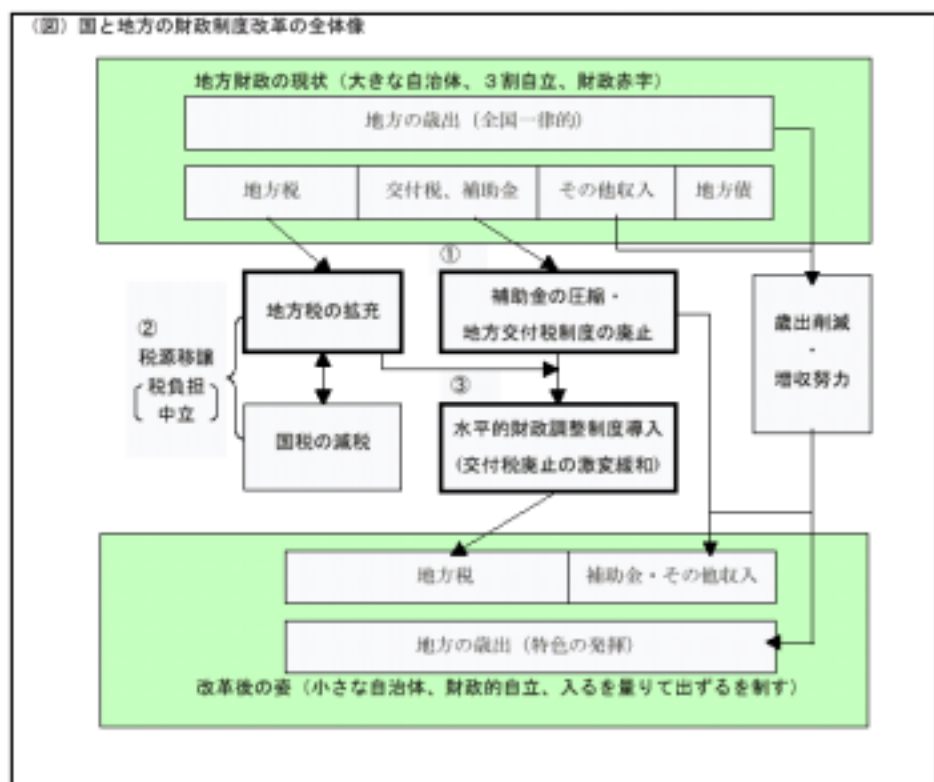 (図) 国と地方の財政制度改革の全体像
地方財政の現状（大きな自治体、３割自立、財政赤字）
地方の歳出（全国一律的）
地方税
交付税、補助金
その他収入
地方債
①
地方税の拡充
補助金の圧縮・
地方交付税制度の廃止
歳出削減
・
増収努力
②
税源移譲
税負担
中立
③
国税の減税
水平的財政調整制度導入
(交付税廃止の激変緩和)
地方税
補助金・その他収入
地方の歳出（特色の発揮）
改革後の姿（小さな自治体、財政的自立、入るを量りて出ずるを制す）